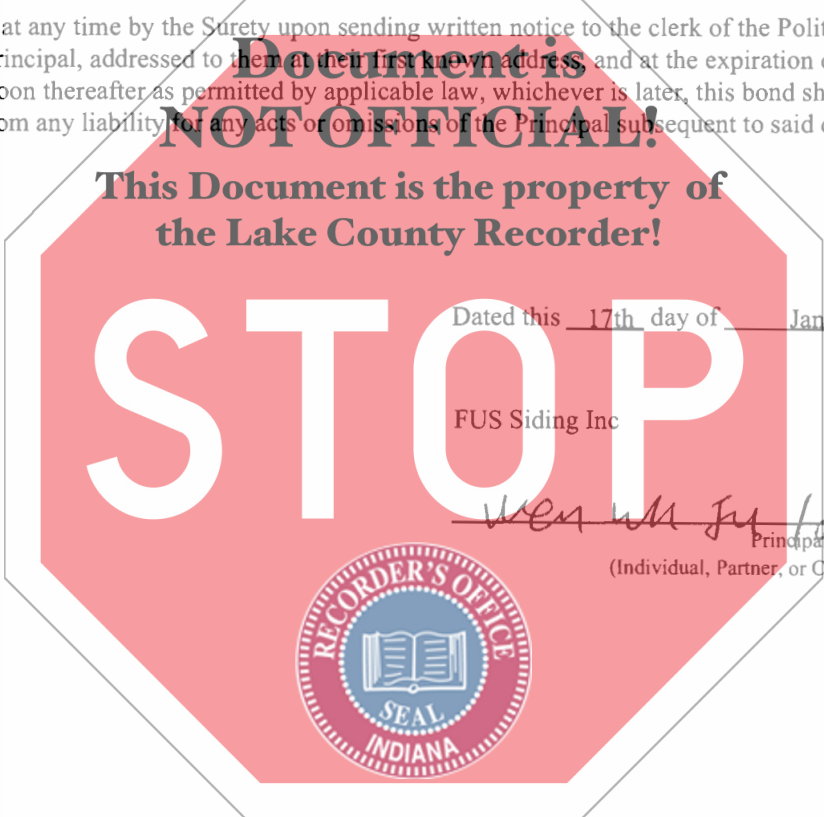 at any time by the Surety upon sending written notice to the clerk of the Polit
rincipal, addressed to them at their first known address, and at the expiration
oon thereafter as permitted by applicable law, whichever is later, this bond sh
om any liability for any acts or omissions of the Principal subsequent to said
Document is
NOT OFFICIAL!
This Document is the property of
the Lake County Recorder!
STOP
Dated this 17th day of Jan
FUS Siding Inc
Principa
(Individual, Partner, or
RECORDER'S OFFICE
SEAL
INDIANA